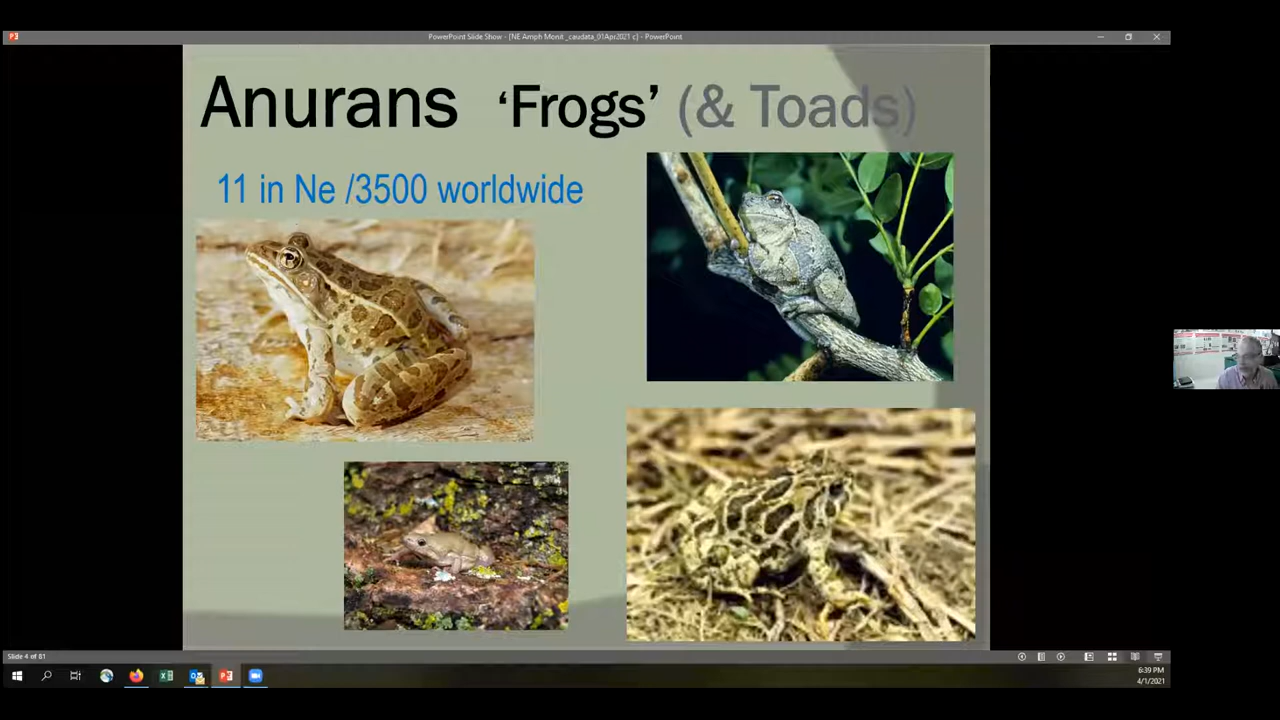 PowerPoint Slide Show - [NE Amph Monit _caudata_01Apr2021 c] - PowerPoint
Anurans 'Frogs' (& Toads)
11 in Ne /3500 worldwide
Slide 4 of 81
6:39 PM
4/1/2021